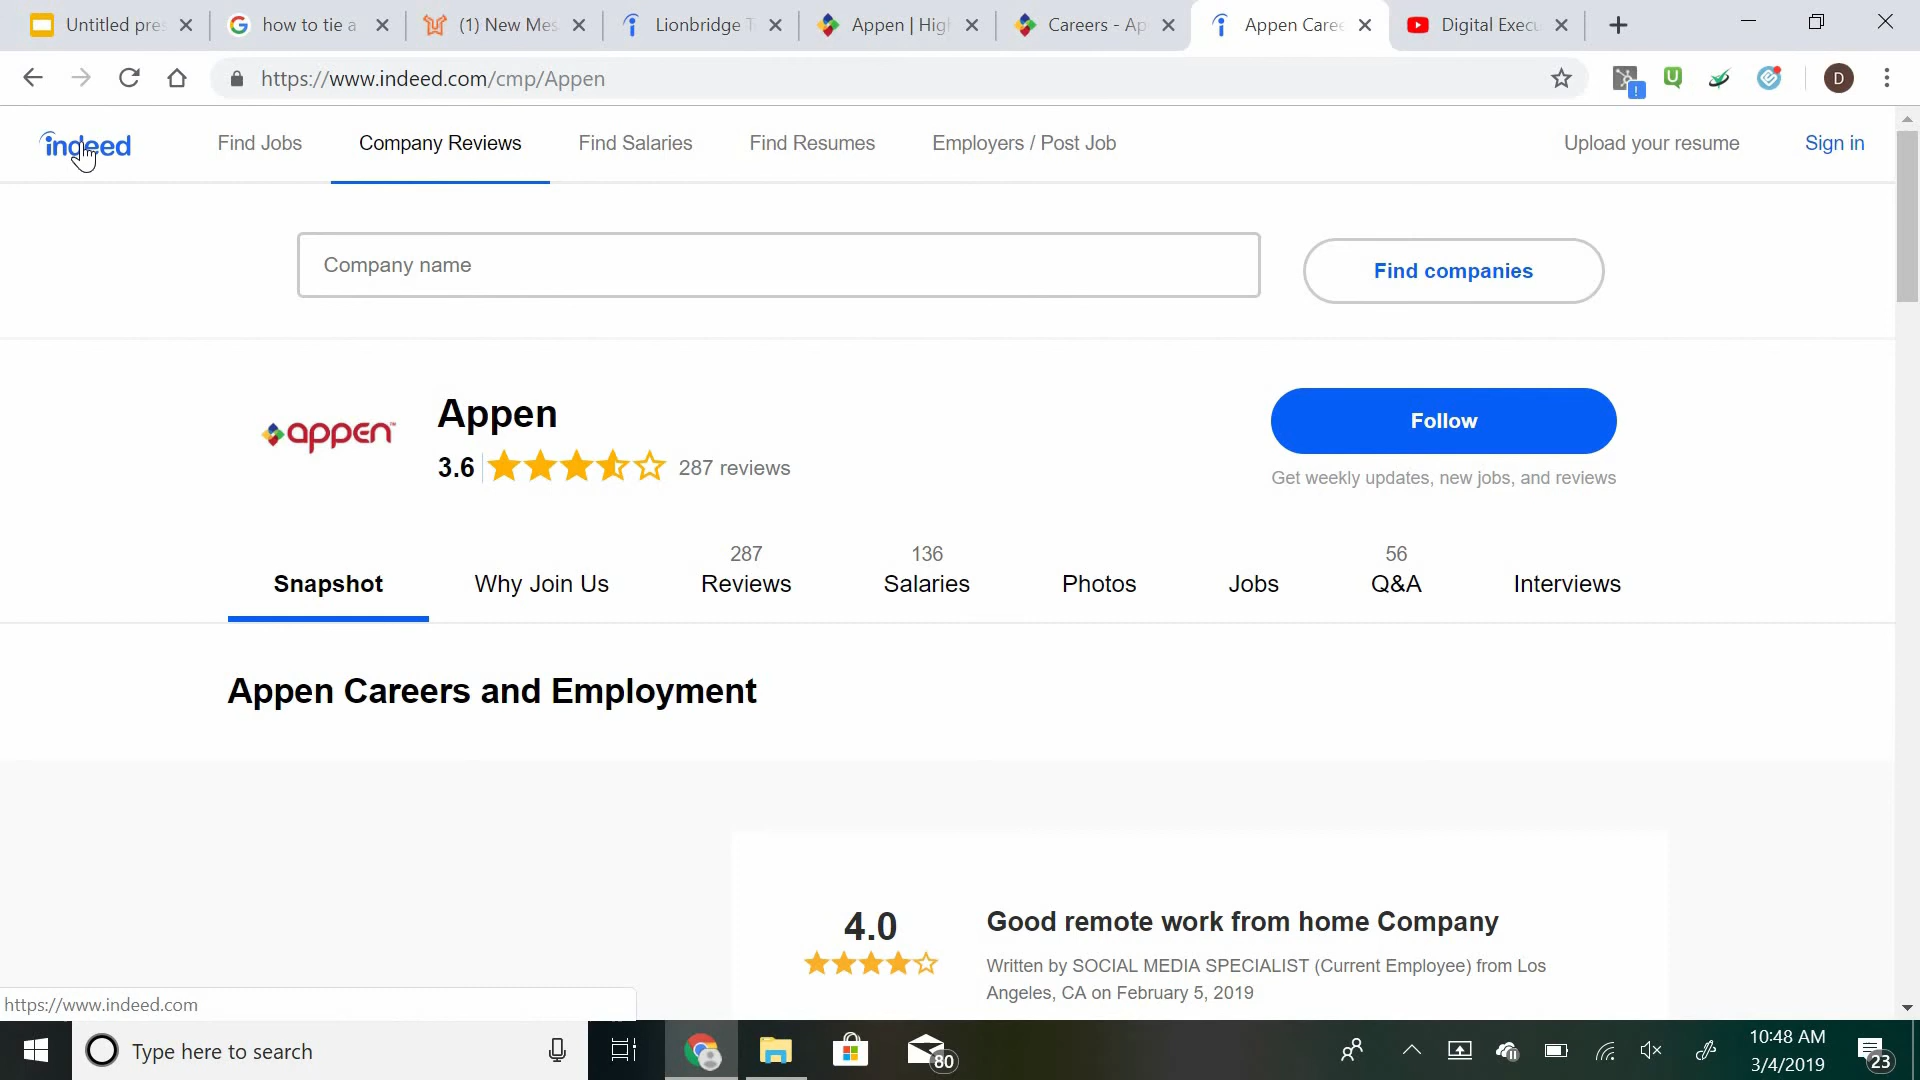 Untitled pre
how to tie a
(1) New Mes
Lionbridge T
Appen | Hig
Careers - Ap
Appen Care
Digital Execu
https://www.indeed.com/cmp/Appen
D
indeed
Find Jobs
Company Reviews
Find Salaries
Find Resumes
Employers / Post Job
Upload your resume
Sign in
Company name
Find companies
appen™
Appen
3.6
287 reviews
Follow
Get weekly updates, new jobs, and reviews
Snapshot
Why Join Us
287
Reviews
136
Salaries
Photos
Jobs
56
Q&A
Interviews
Appen Careers and Employment
4.0
Good remote work from home Company
Written by SOCIAL MEDIA SPECIALIST (Current Employee) from Los
Angeles, CA on February 5, 2019
https://www.indeed.com
Type here to search
80
10:48 AM
3/4/2019
23